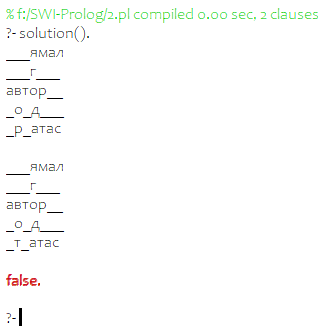 % f:/SWI-Prolog/2.pl compiled 0.00 sec, 2 clauses
?- solution().
___ямал
___г___
автор__
_о_д___
_р_атас
___ямал
___г___
автор__
_о_д___
_т_атас
false.
?-